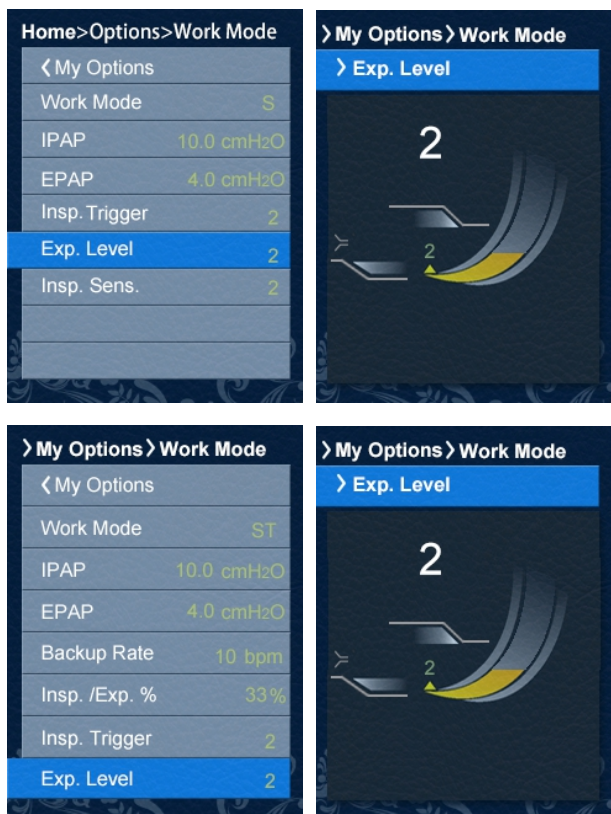 Home>Options>Work Mode
❮ My Options
Work Mode S
IPAP 10.0 cmH2O
EPAP 4.0 cmH2O
Insp. Trigger 2
Exp. Level 2
Insp. Sens. 2
❯ My Options ❯ Work Mode
❯ Exp. Level
2
2
❯ My Options ❯ Work Mode
❮ My Options
Work Mode ST
IPAP 10.0 cmH2O
EPAP 4.0 cmH2O
Backup Rate 10 bpm
Insp. /Exp. % 33%
Insp. Trigger 2
Exp. Level 2
❯ My Options ❯ Work Mode
❯ Exp. Level
2
2